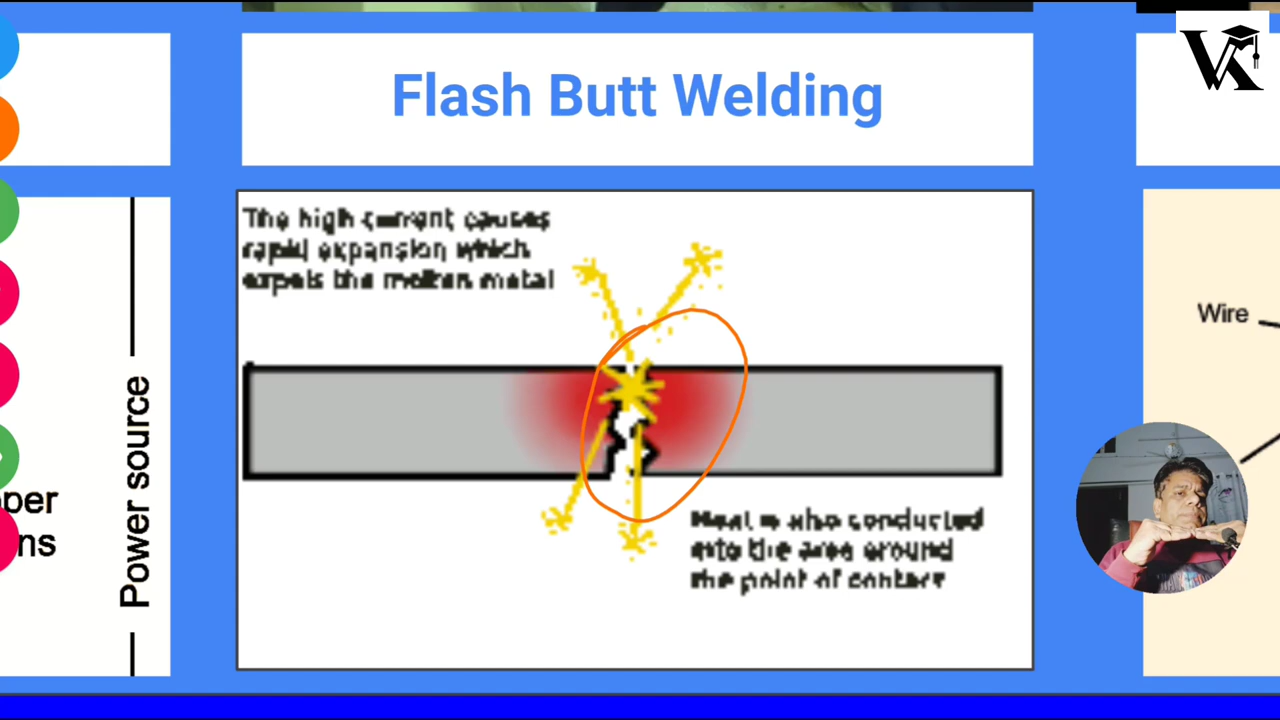 Flash Butt Welding
The high current causes
rapid expansion which
expels the molten metal
Wire
Power source
per
ns
Heat is also conducted
into the area around
the point of contact